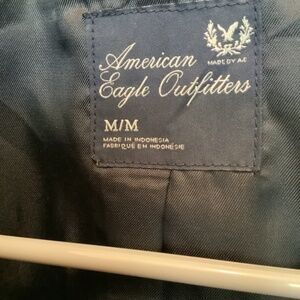 American
MADE BY AE
Eagle Outfitters
M/M
MADE IN INDONESIA
FABRIQUÉ EN INDONÉSIE